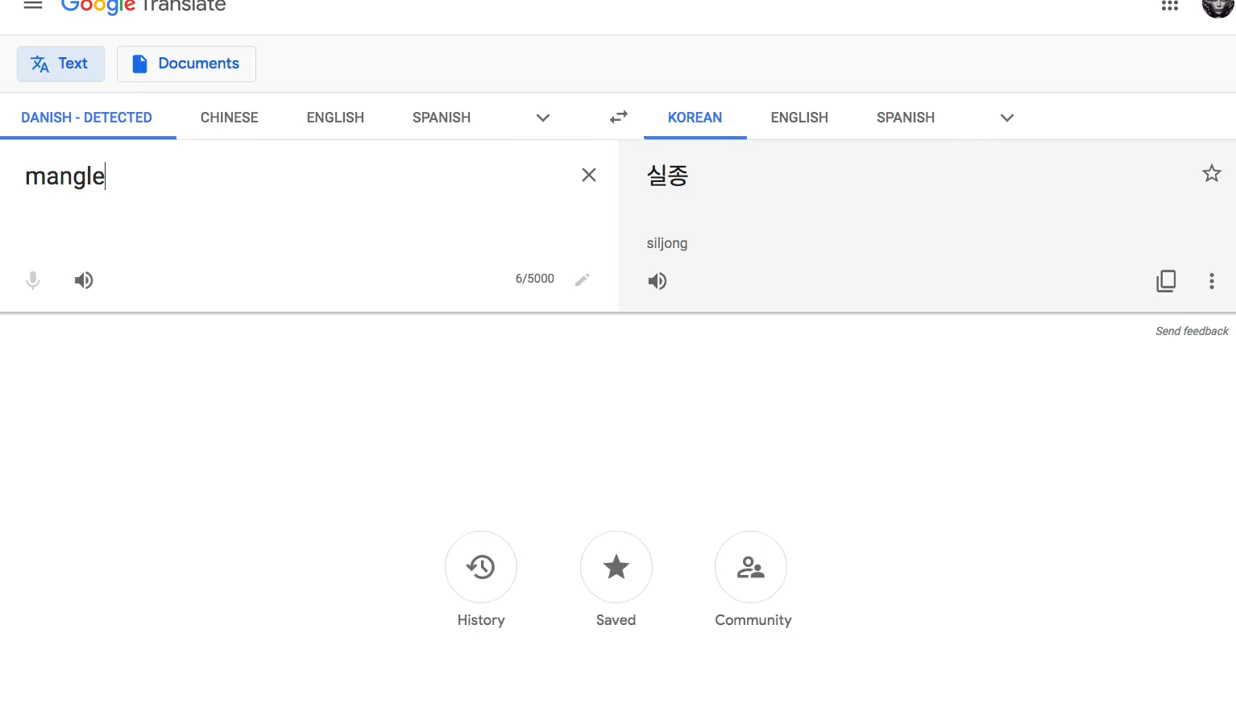 Google Translate
Text Documents
DANISH - DETECTED CHINESE ENGLISH SPANISH KOREAN ENGLISH SPANISH
mangle 실종
siljong
6/5000
Send feedback
History Saved Community